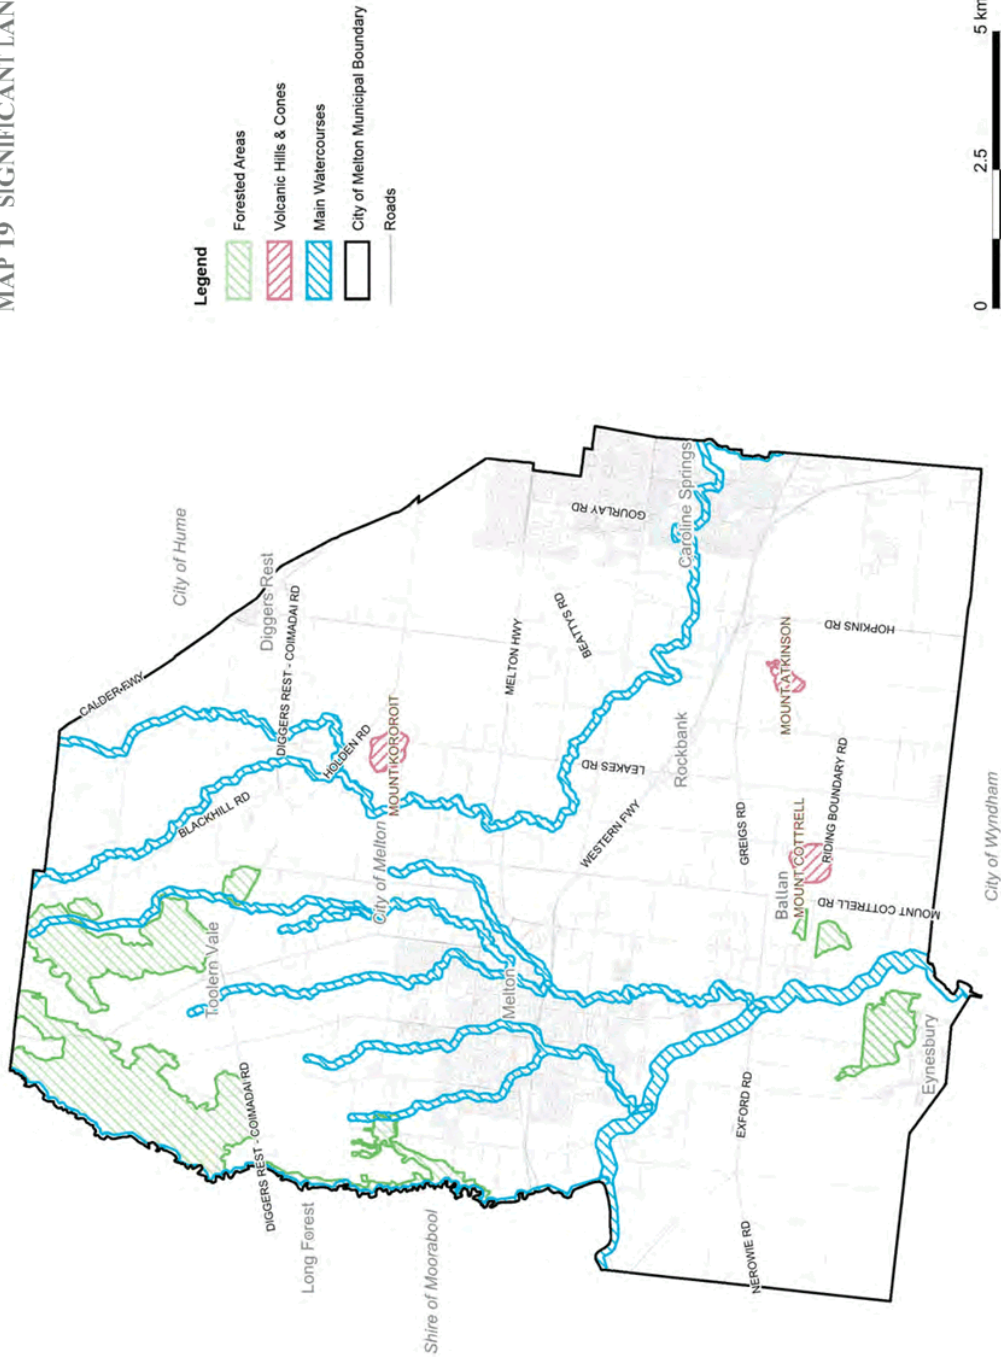 MAP 19 SIGNIFICANT LAN
Legend
Forested Areas
Volcanic Hills & Cones
Main Watercourses
City of Melton Municipal Boundary
Roads
0 2.5 5 km
City of Hume
CALDER FWY
Diggers Rest
DIGGERS REST - COIMADAI RD
HOLDEN RD
BLACKHILL RD
MOUNT KOROROIT
City of Melton
Toolern Vale
DIGGERS REST - COIMADAI RD
Long Forest
Shire of Moorabool
MELTON HWY
BEATTYS RD
GOURLAY RD
Caroline Springs
LEAKES RD
Rockbank
WESTERN FWY
Melton
GREIGS RD
MOUNT ATKINSON
HOPKINS RD
MOUNT COTTRELL
RIDING BOUNDARY RD
Ballan
MOUNT COTTRELL RD
EXFORD RD
NEROWIE RD
Eynesbury
City of Wyndham